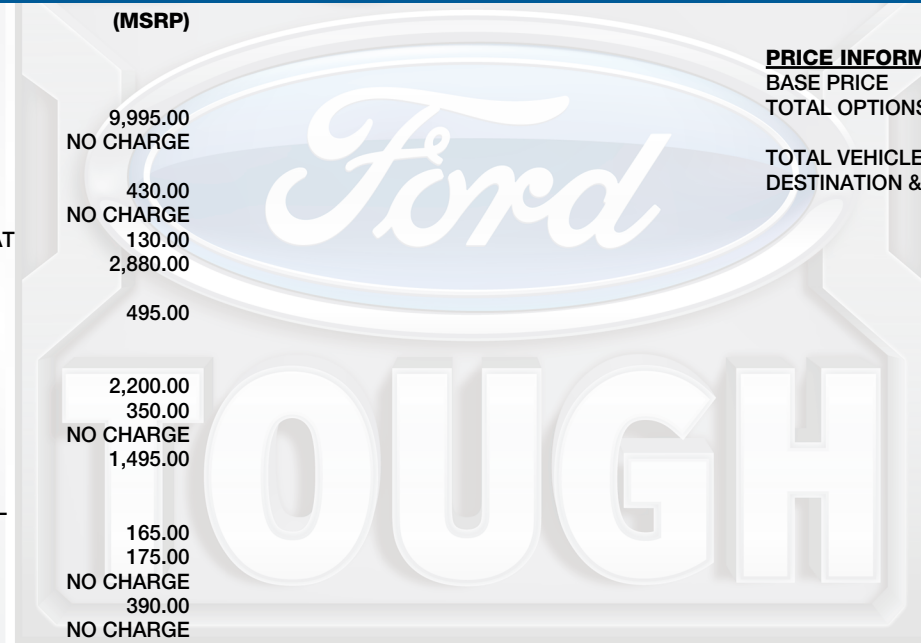 (MSRP)
PRICE INFORM
BASE PRICE
TOTAL OPTIONS
TOTAL VEHICLE
DESTINATION &
9,995.00
NO CHARGE
430.00
NO CHARGE
AT
130.00
2,880.00
495.00
2,200.00
350.00
NO CHARGE
1,495.00
165.00
175.00
NO CHARGE
390.00
NO CHARGE
Ford
TOUGH